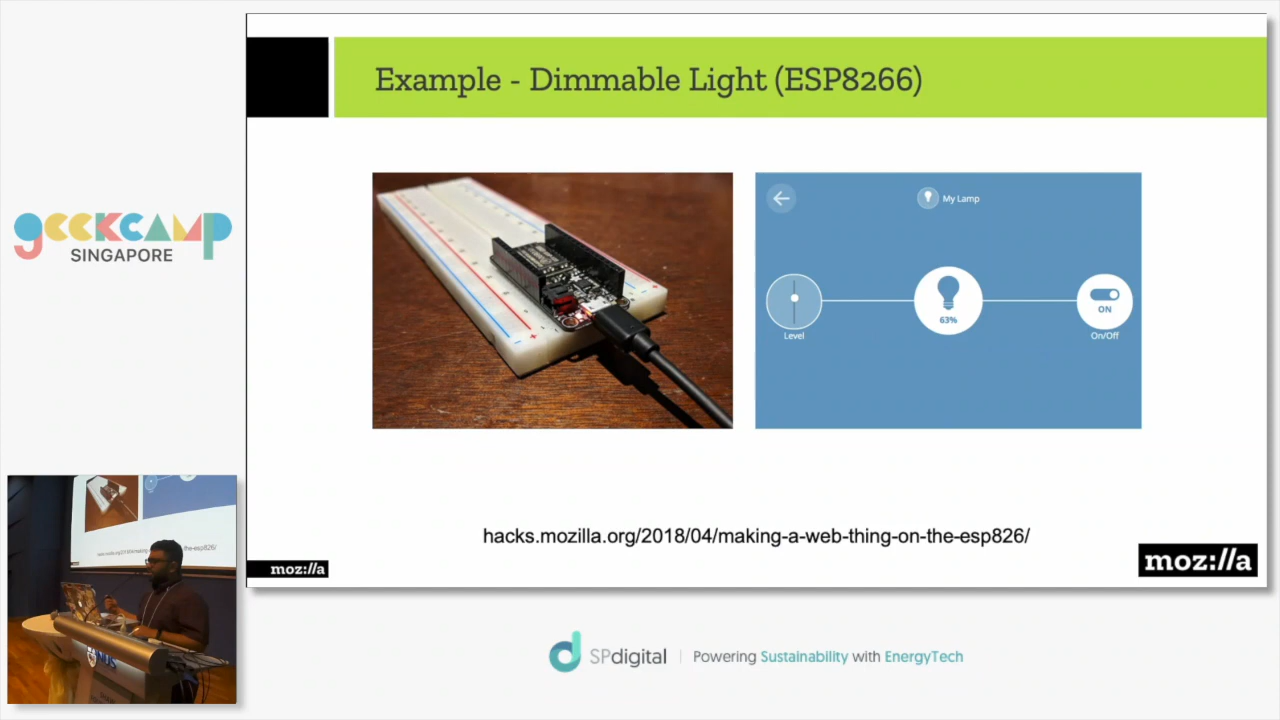 Example - Dimmable Light (ESP8266)
geekcamp
SINGAPORE
My Lamp
63%
ON
Level
On/Off
hacks.mozilla.org/2018/04/making-a-web-thing-on-the-esp826/
moz://a
moz://a
NUS
SPdigital
Powering Sustainability with EnergyTech